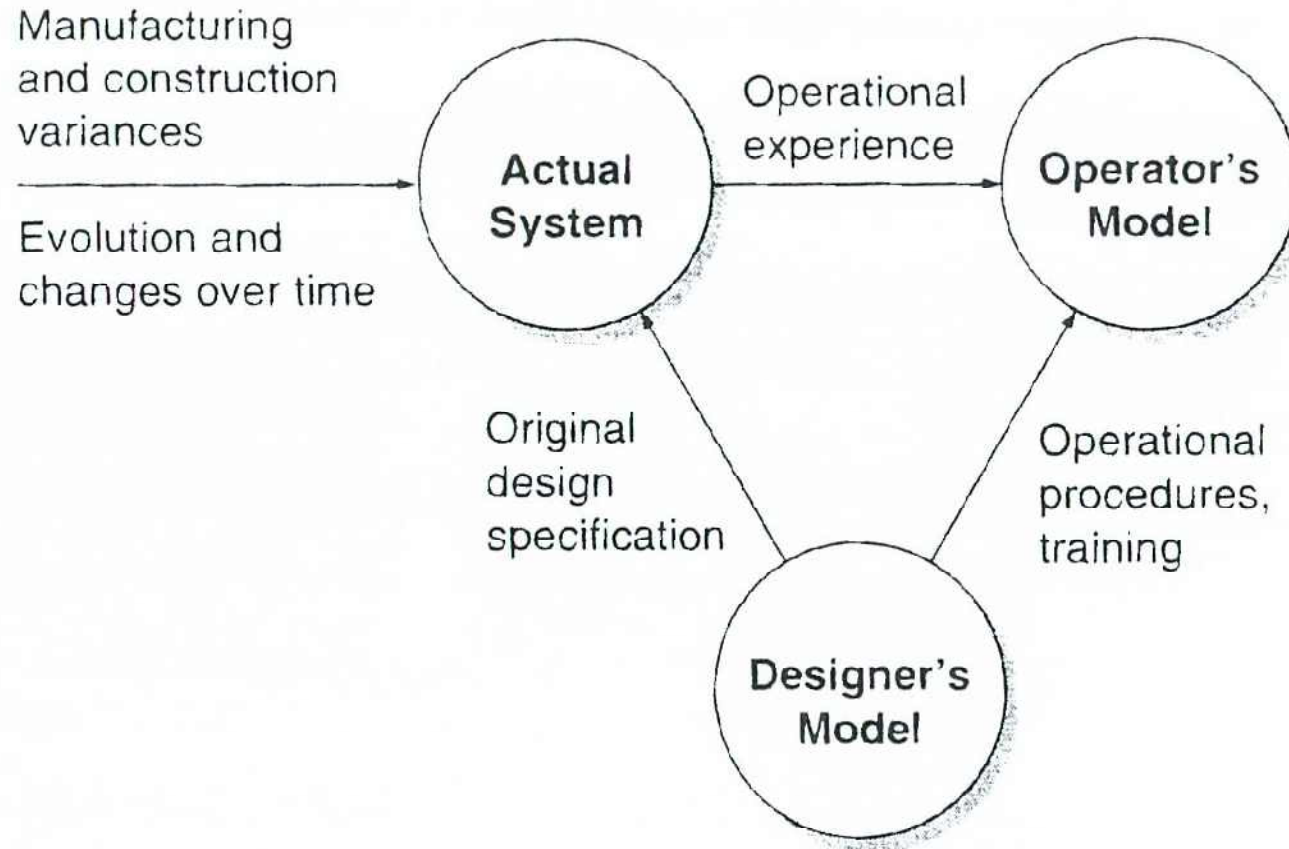 Manufacturing
and construction
variances
Evolution and
changes over time
Actual
System
Operational
experience
Operator's
Model
Original
design
specification
Operational
procedures,
training
Designer's
Model